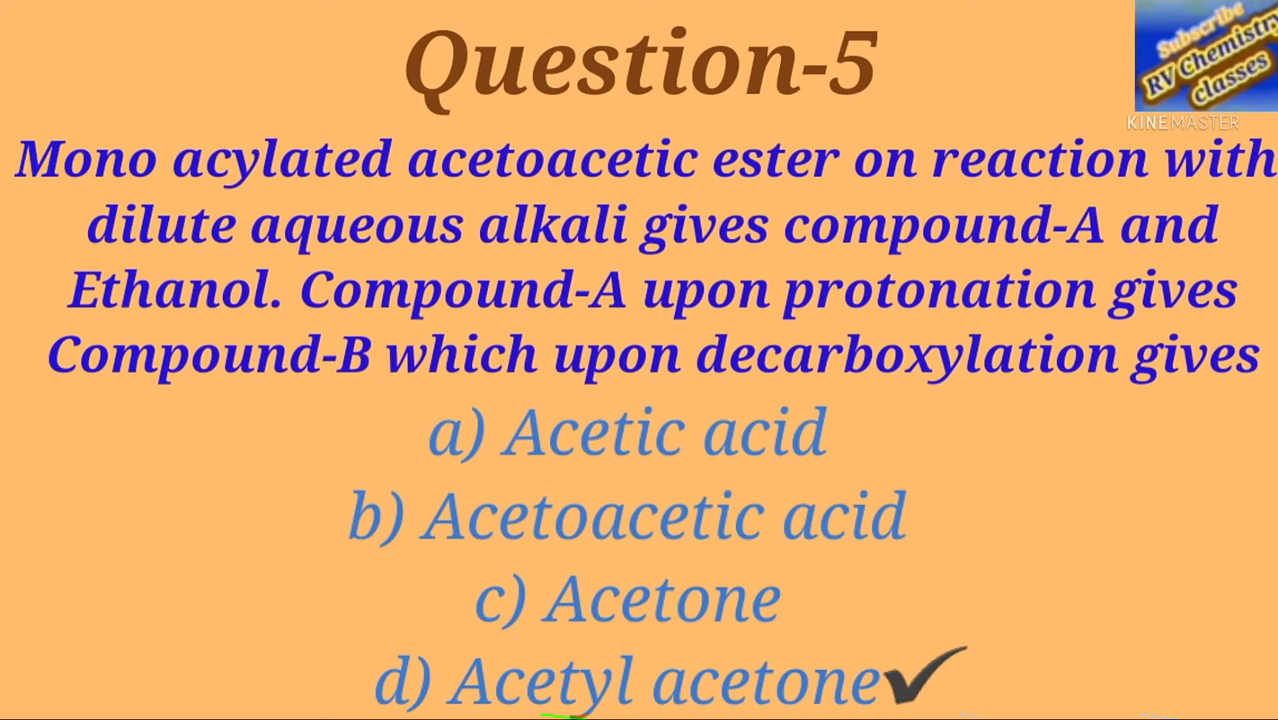 Question-5
Subscribe
RV Chemistry
classes
KINEMASTER
Mono acylated acetoacetic ester on reaction with
dilute aqueous alkali gives compound-A and
Ethanol. Compound-A upon protonation gives
Compound-B which upon decarboxylation gives
a) Acetic acid
b) Acetoacetic acid
c) Acetone
d) Acetyl acetone✔